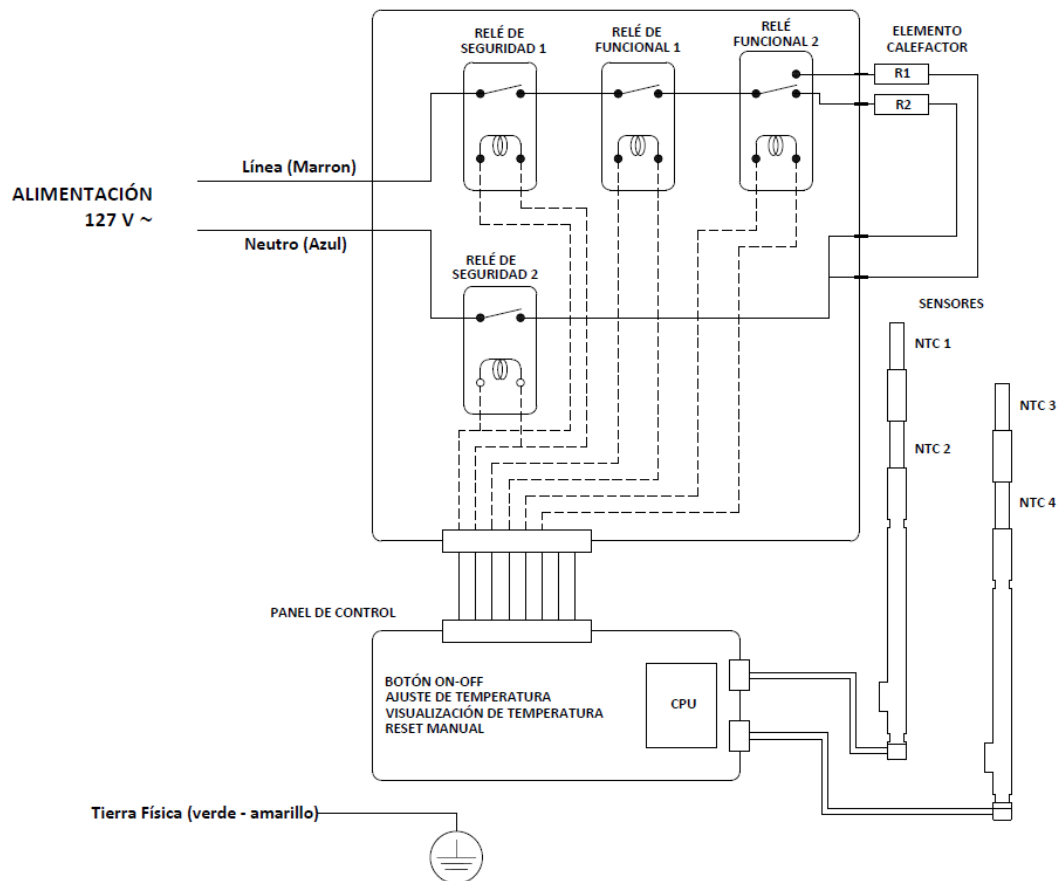 RELÉ DE
SEGURIDAD 1
RELÉ DE
FUNCIONAL 1
RELÉ
FUNCIONAL 2
ELEMENTO
CALEFACTOR
R1
R2
Línea (Marron)
ALIMENTACIÓN
127 V ~
Neutro (Azul)
RELÉ DE
SEGURIDAD 2
SENSORES
NTC 1
NTC 3
NTC 2
NTC 4
PANEL DE CONTROL
BOTÓN ON-OFF
AJUSTE DE TEMPERATURA
VISUALIZACIÓN DE TEMPERATURA
RESET MANUAL
CPU
Tierra Física (verde - amarillo)